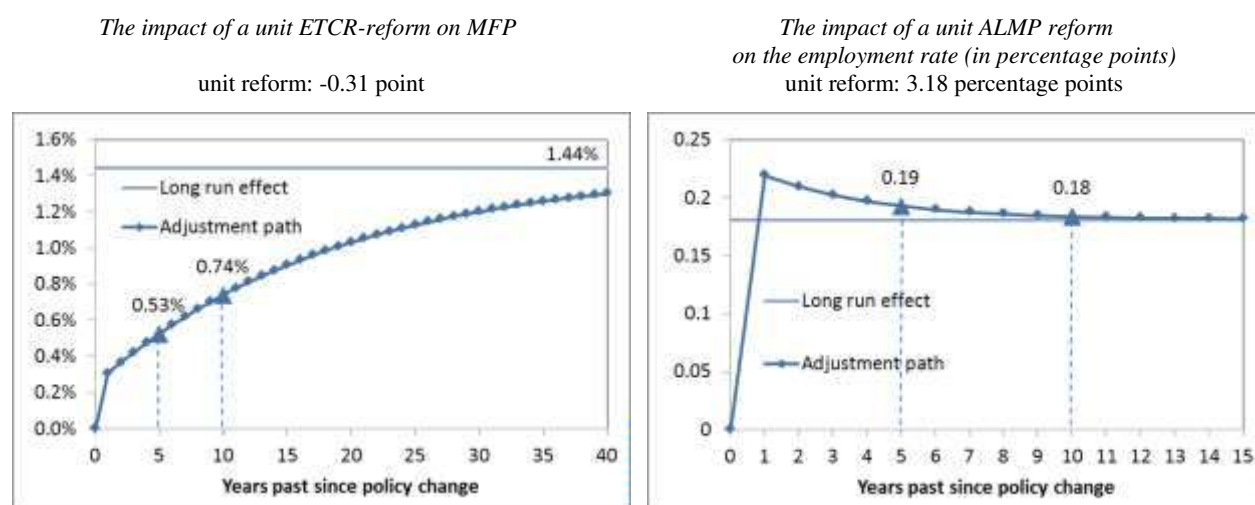 The impact of a unit ETCR-reform on MFP
unit reform: -0.31 point
1.6%
1.4%
1.2%
1.0%
0.8%
0.6%
0.4%
0.2%
0.0%
1.44%
Long run effect
Adjustment path
0.74%
0.53%
0 5 10 15 20 25 30 35 40
Years past since policy change
The impact of a unit ALMP reform
on the employment rate (in percentage points)
unit reform: 3.18 percentage points
0.25
0.2
0.15
0.1
0.05
0
0.19
0.18
Long run effect
Adjustment path
0 1 2 3 4 5 6 7 8 9 10 11 12 13 14 15
Years past since policy change